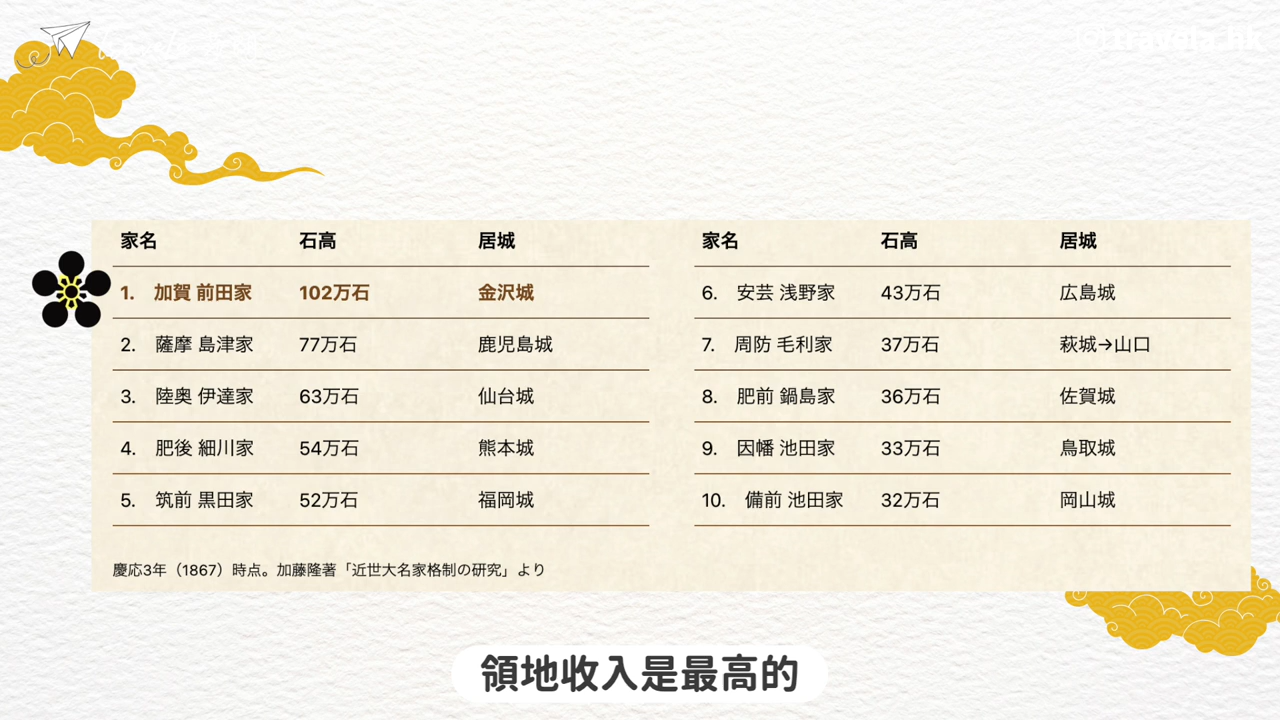 家名 石高 居城
1. 加賀 前田家 102万石 金沢城
2. 薩摩 島津家 77万石 鹿児島城
3. 陸奥 伊達家 63万石 仙台城
4. 肥後 細川家 54万石 熊本城
5. 筑前 黒田家 52万石 福岡城
家名 石高 居城
6. 安芸 浅野家 43万石 広島城
7. 周防 毛利家 37万石 萩城→山口
8. 肥前 鍋島家 36万石 佐賀城
9. 因幡 池田家 33万石 鳥取城
10. 備前 池田家 32万石 岡山城
慶応3年（1867）時点。加藤隆著「近世大名家格制の研究」より
領地收入是最高的